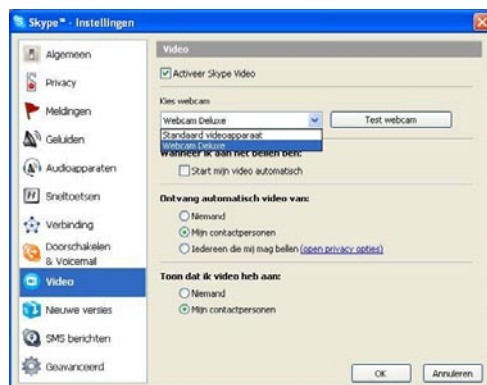 Skype™ - Instellingen
Algemeen
Privacy
Meldingen
Geluiden
Audioapparaten
Sneltoetsen
Verbinding
Doorschakelen
& Voicemail
Video
Nieuwe versies
SMS berichten
Geavanceerd
Video
Activeer Skype Video
Kies webcam
Webcam Deluxe
Test webcam
Standaard videoapparaat
Webcam Deluxe
Wanneer ik aan het bellen ben:
Start mijn video automatisch
Ontvang automatisch video van:
Niemand
Mijn contactpersonen
Iedereen die mij mag bellen (open privacy opties)
Toon dat ik video heb aan:
Niemand
Mijn contactpersonen
OK
Annuleren